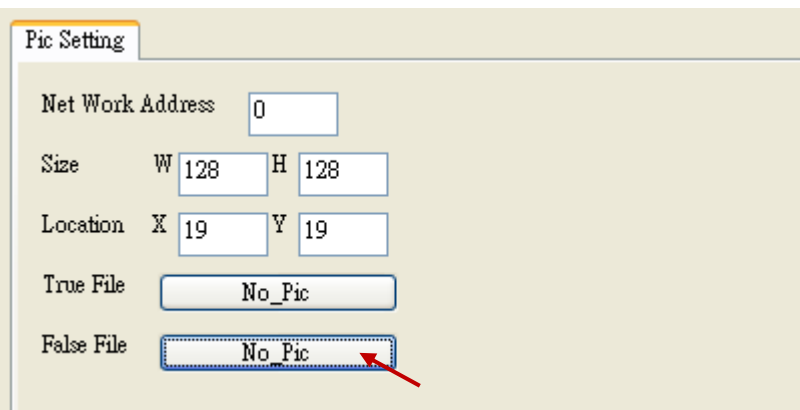 Pic Setting
Net Work Address 0
Size W 128 H 128
Location X 19 Y 19
True File No_Pic
False File No_Pic